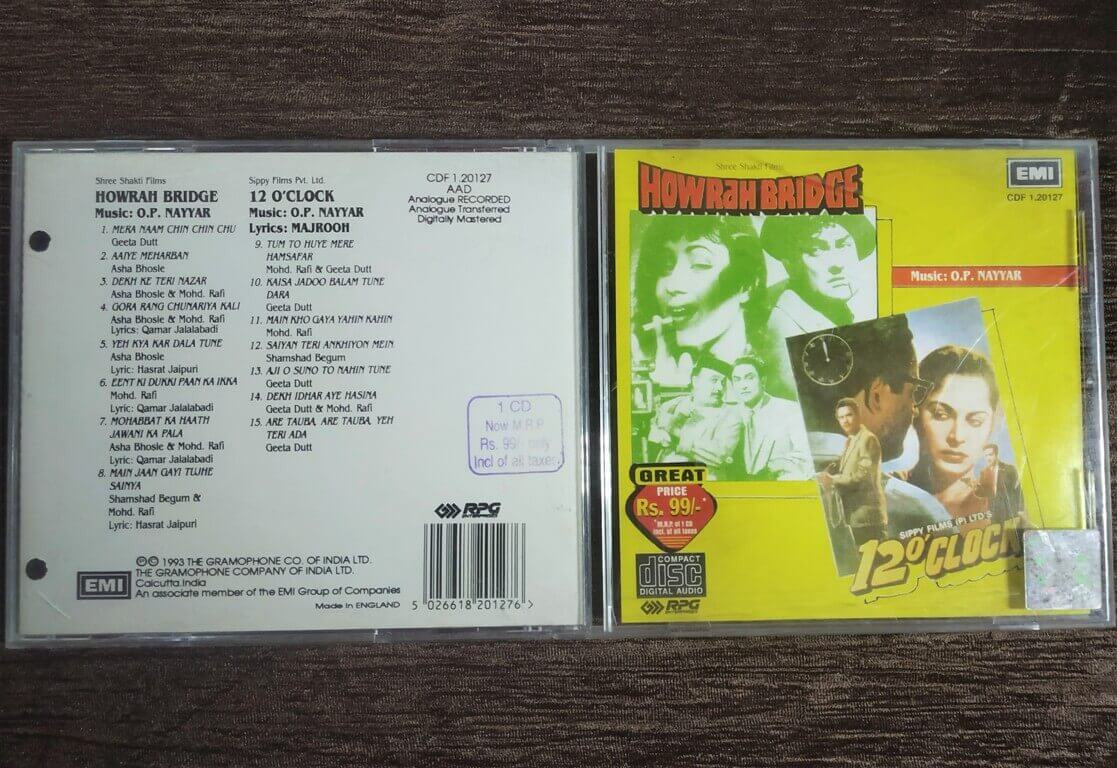 Shree Shakti Films
HOWRAH BRIDGE
Music: O.P. NAYYAR
1. MERA NAAM CHIN CHIN CHU
Geeta Dutt
2. AAIYE MEHARBAN
Asha Bhosle
3. DEKH KE TERI NAZAR
Asha Bhosle & Mohd. Rafi
4. GORA RANG CHUNARIYA KALI
Asha Bhosle & Mohd. Rafi
Lyrics: Qamar Jalalabadi
5. YEH KYA KAR DALA TUNE
Asha Bhosle
Lyric: Hasrat Jaipuri
6. EENT KI DUKKI PAAN KA IKKA
Mohd. Rafi
Lyric: Qamar Jalalabadi
7. MOHABBAT KA HAATH
JAWANI KA PALA
Asha Bhosle & Mohd. Rafi
Lyric: Qamar Jalalabadi
8. MAIN JAAN GAYI TUJHE
SAINYA
Shamshad Begum &
Mohd. Rafi
Lyric: Hasrat Jaipuri
Sippy Films Pvt. Ltd.
12 O'CLOCK
Music: O.P. NAYYAR
Lyrics: MAJROOH
9. TUM TO HUYE MERE
HAMSAFAR
Mohd. Rafi & Geeta Dutt
10. KAISA JADOO BALAM TUNE
DARA
Geeta Dutt
11. MAIN KHO GAYA YAHIN KAHIN
Mohd. Rafi
12. SAIYAN TERI ANKHIYON MEIN
Shamshad Begum
13. AJI O SUNO TO NAHIN TUNE
Geeta Dutt
14. DEKH IDHAR AYE HASINA
Geeta Dutt & Mohd. Rafi
15. ARE TAUBA, ARE TAUBA, YEH
TERI ADA
Geeta Dutt
CDF 1.20127
AAD
Analogue RECORDED
Analogue Transferred
Digitally Mastered
1 CD
Now M.R.P
Rs. 99/- only
Incl of all taxes
RPG
EMI
℗© 1993 THE GRAMOPHONE CO. OF INDIA LTD.
THE GRAMOPHONE COMPANY OF INDIA LTD.
Calcutta.India
An associate member of the EMI Group of Companies
Made in ENGLAND
5 026618 201276 >
Shree Shakti Films
HOWRAH BRIDGE
EMI
CDF 1.20127
Music: O.P. NAYYAR
GREAT
PRICE
Rs. 99/-*
*M.R.P. of 1 CD
Incl. of all taxes
COMPACT
disc
DIGITAL AUDIO
RPG
SIPPY FILMS (P) LTD'S
12 O'CLOCK